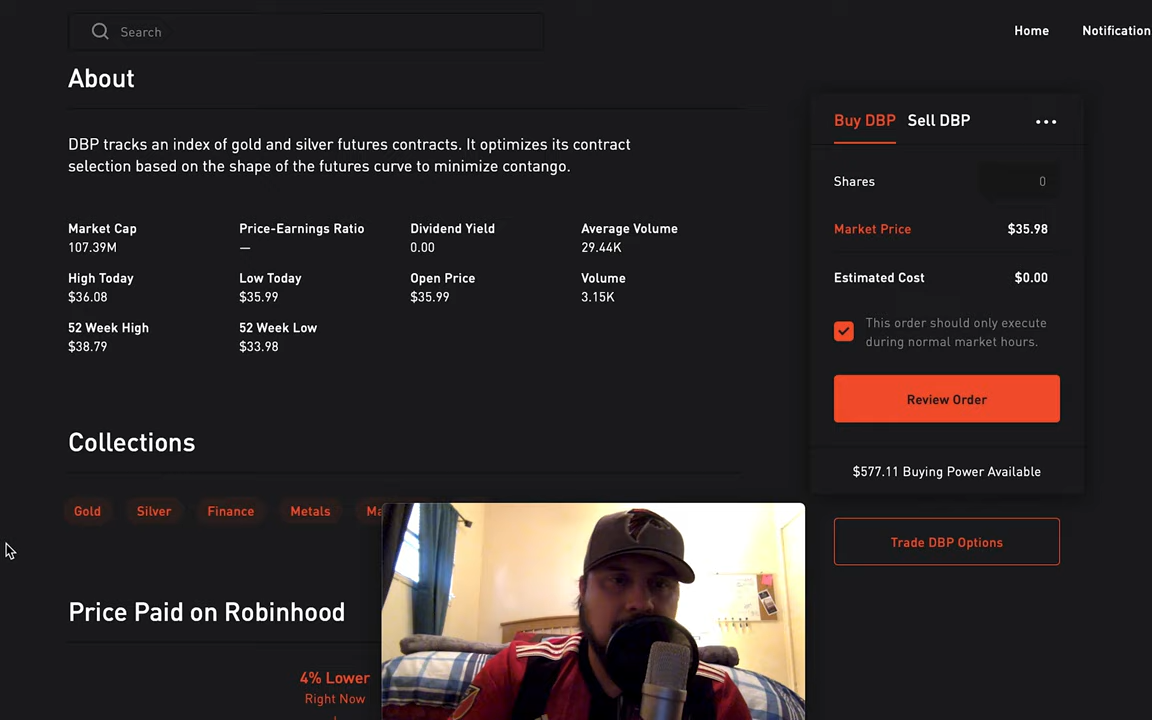 Search
Home
Notification
About
DBP tracks an index of gold and silver futures contracts. It optimizes its contract
selection based on the shape of the futures curve to minimize contango.
Market Cap
107.39M
Price-Earnings Ratio
—
Dividend Yield
0.00
Average Volume
29.44K
High Today
$36.08
Low Today
$35.99
Open Price
$35.99
Volume
3.15K
52 Week High
$38.79
52 Week Low
$33.98
Collections
Gold
Silver
Finance
Metals
Ma
Price Paid on Robinhood
4% Lower
Right Now
Buy DBP
Sell DBP
Shares
0
Market Price
$35.98
Estimated Cost
$0.00
This order should only execute
during normal market hours.
Review Order
$577.11 Buying Power Available
Trade DBP Options